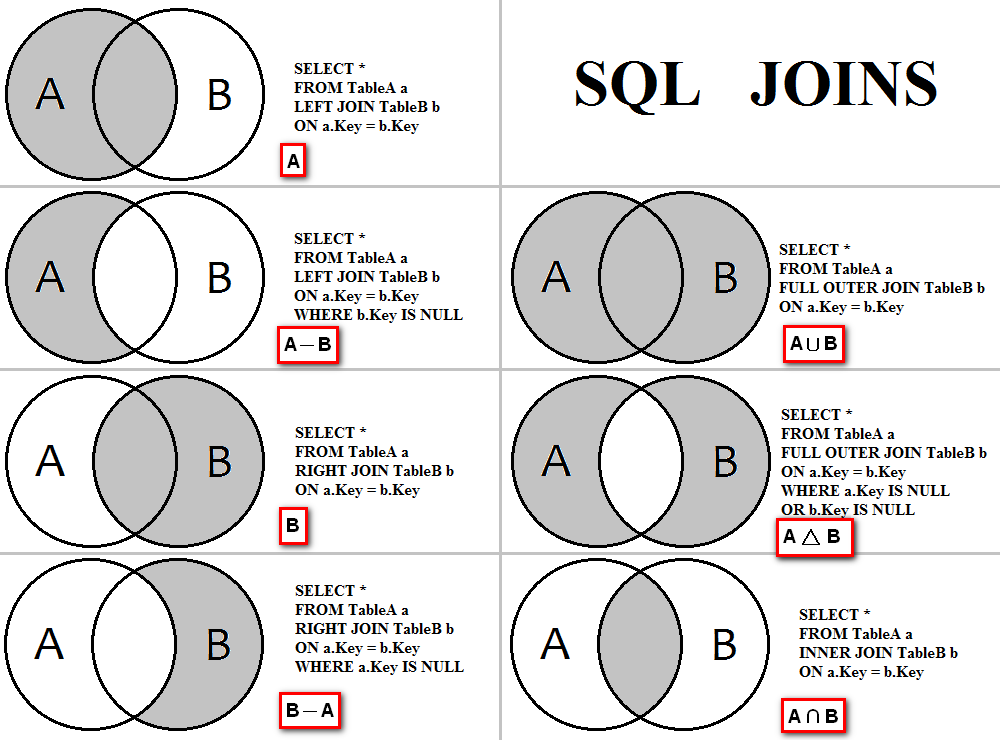 A
B
SELECT *
FROM TableA a
LEFT JOIN TableB b
ON a.Key = b.Key
A
SQL JOINS
A
B
SELECT *
FROM TableA a
LEFT JOIN TableB b
ON a.Key = b.Key
WHERE b.Key IS NULL
A — B
A
B
SELECT *
FROM TableA a
FULL OUTER JOIN TableB b
ON a.Key = b.Key
A ∪ B
A
B
SELECT *
FROM TableA a
RIGHT JOIN TableB b
ON a.Key = b.Key
B
A
B
SELECT *
FROM TableA a
FULL OUTER JOIN TableB b
ON a.Key = b.Key
WHERE a.Key IS NULL
OR b.Key IS NULL
A △ B
A
B
SELECT *
FROM TableA a
RIGHT JOIN TableB b
ON a.Key = b.Key
WHERE a.Key IS NULL
B — A
A
B
SELECT *
FROM TableA a
INNER JOIN TableB b
ON a.Key = b.Key
A ∩ B